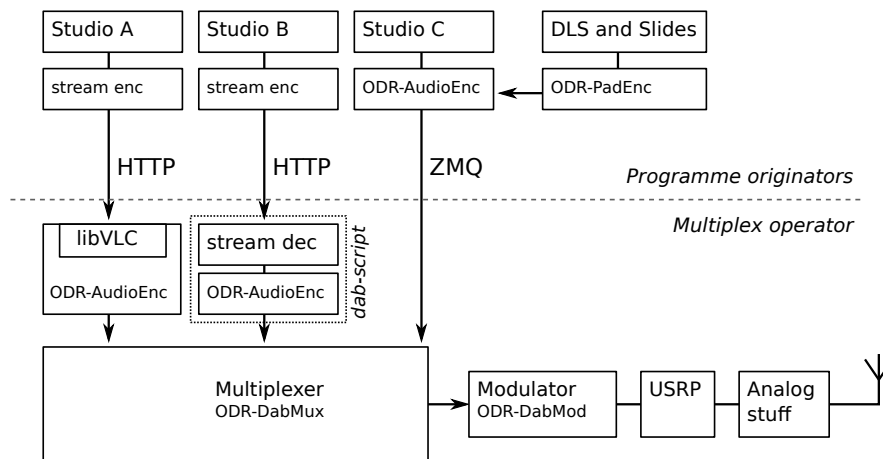 Studio A
Studio B
Studio C
DLS and Slides
stream enc
stream enc
ODR-AudioEnc
ODR-PadEnc
HTTP
HTTP
ZMQ
Programme originators
Multiplex operator
libVLC
ODR-AudioEnc
stream dec
ODR-AudioEnc
dab-script
Multiplexer
ODR-DabMux
Modulator
ODR-DabMod
USRP
Analog
stuff